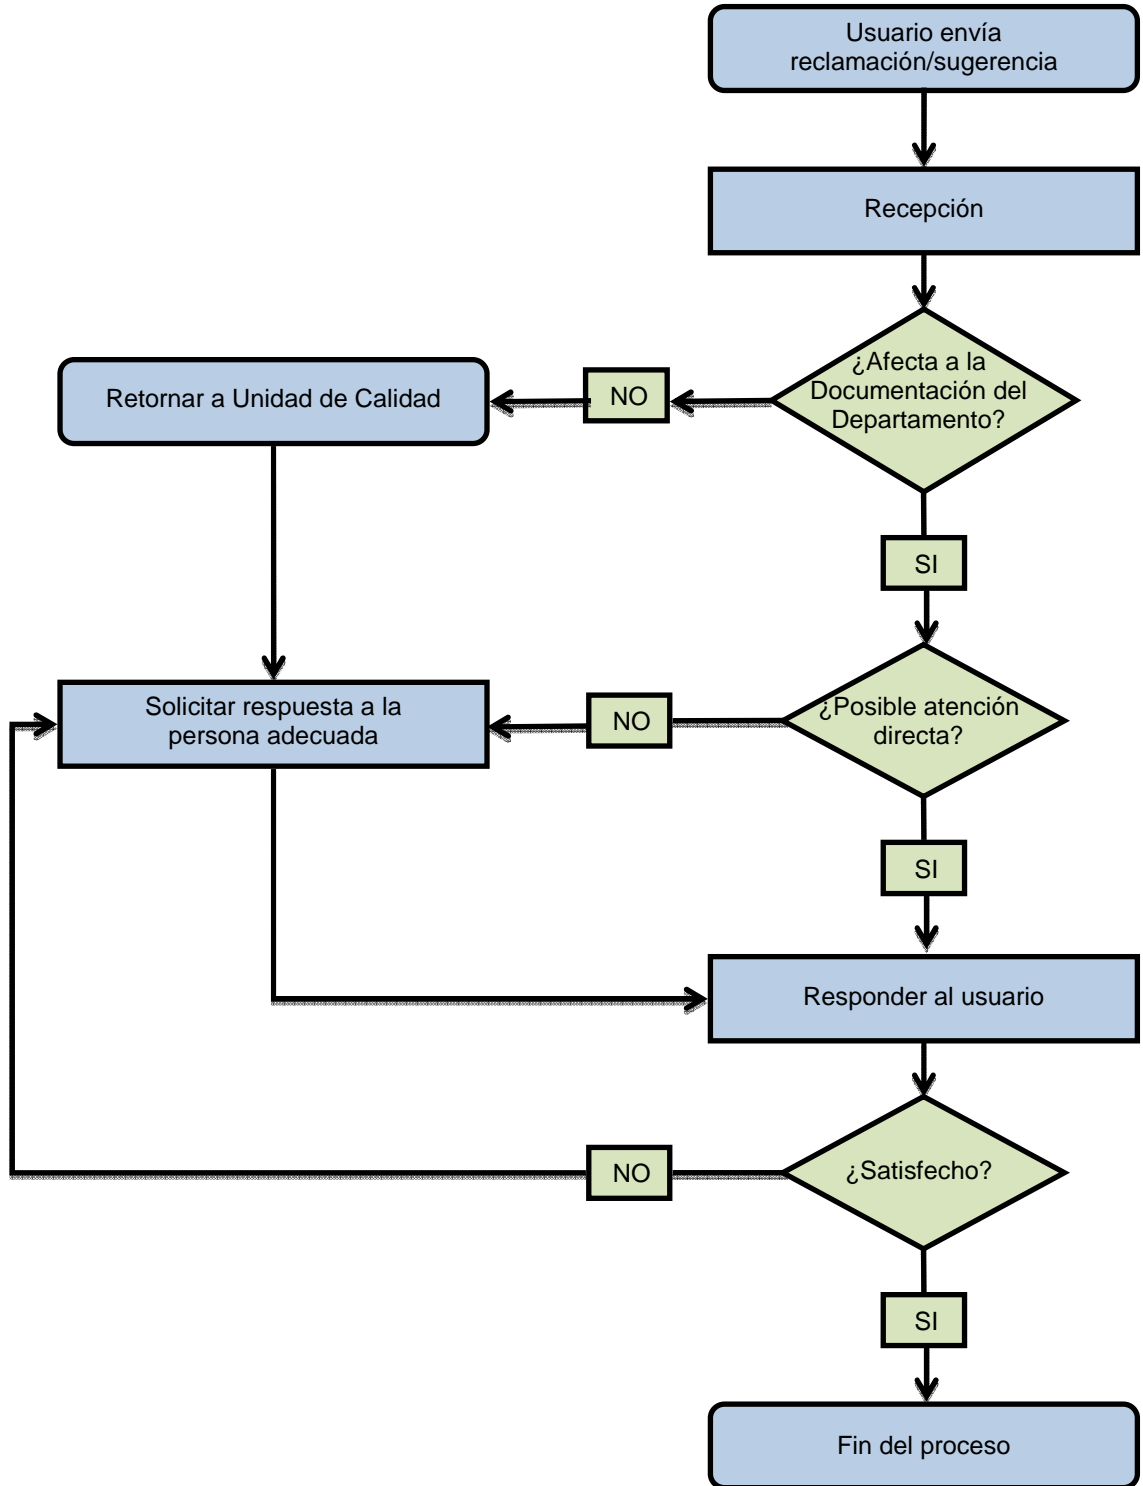 Usuario envía
reclamación/sugerencia
Recepción
¿Afecta a la
Documentación del
Departamento?
NO
Retornar a Unidad de Calidad
SI
¿Posible atención
directa?
NO
Solicitar respuesta a la
persona adecuada
SI
Responder al usuario
¿Satisfecho?
NO
SI
Fin del proceso